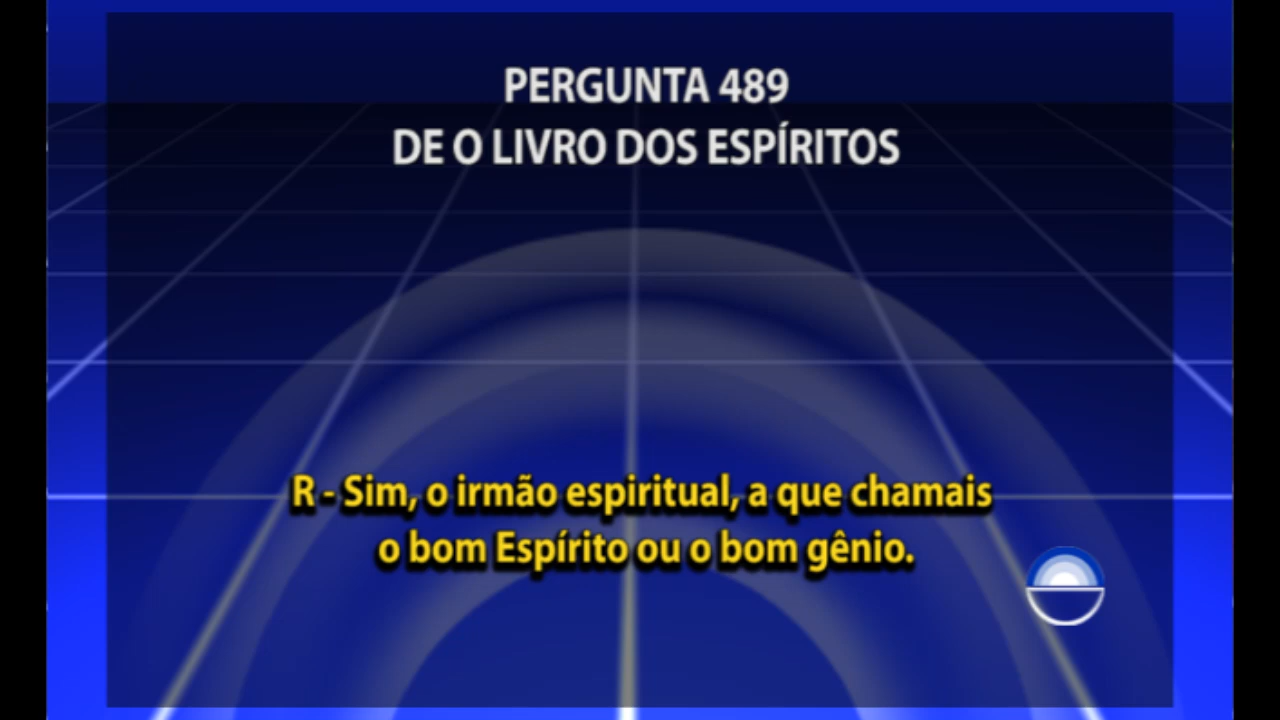 PERGUNTA 489
DE O LIVRO DOS ESPÍRITOS
R - Sim, o irmão espiritual, a que chamais
o bom Espírito ou o bom gênio.